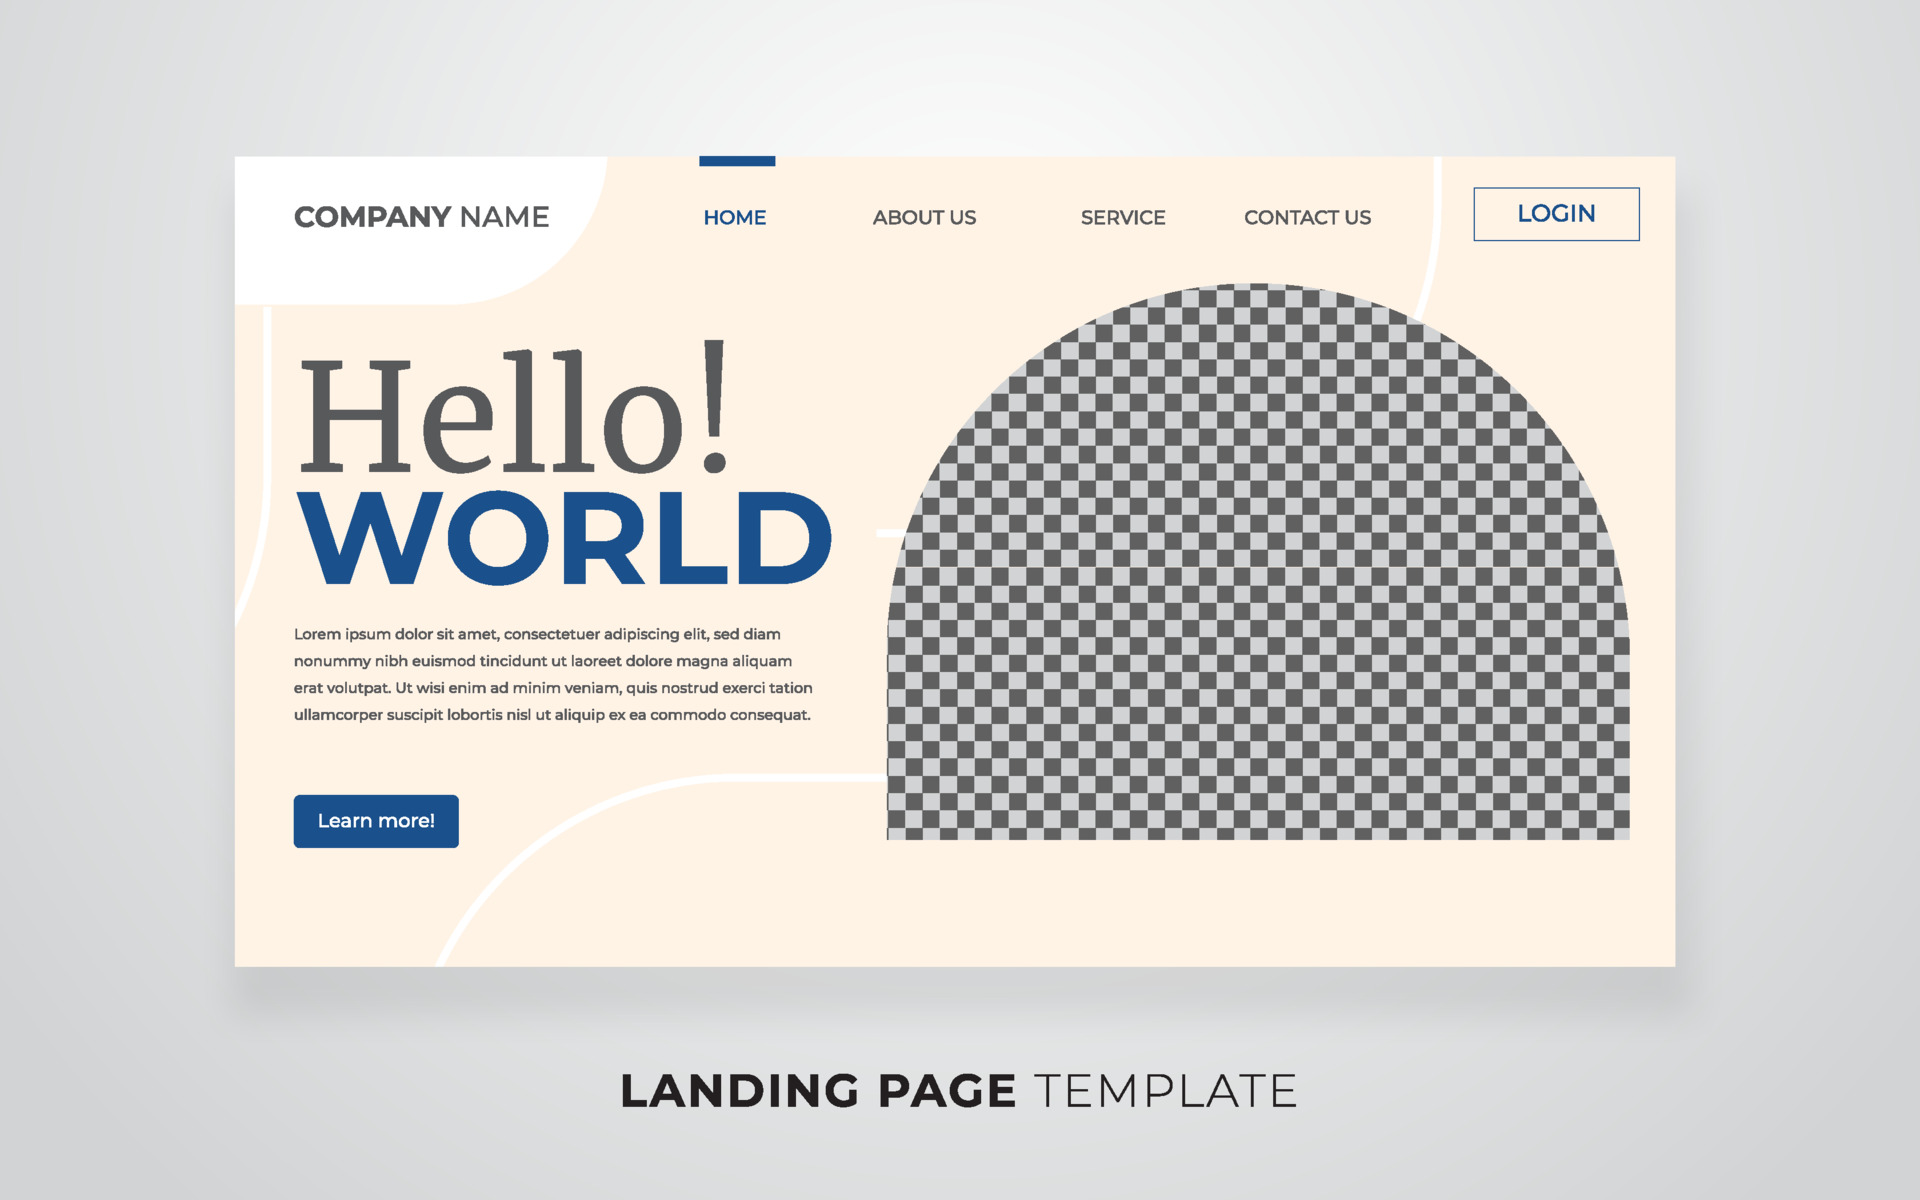 COMPANY NAME
HOME
ABOUT US
SERVICE
CONTACT US
LOGIN
Hello!
WORLD
Lorem ipsum dolor sit amet, consectetuer adipiscing elit, sed diam
nonummy nibh euismod tincidunt ut laoreet dolore magna aliquam
erat volutpat. Ut wisi enim ad minim veniam, quis nostrud exerci tation
ullamcorper suscipit lobortis nisl ut aliquip ex ea commodo consequat.
Learn more!
LANDING PAGE TEMPLATE